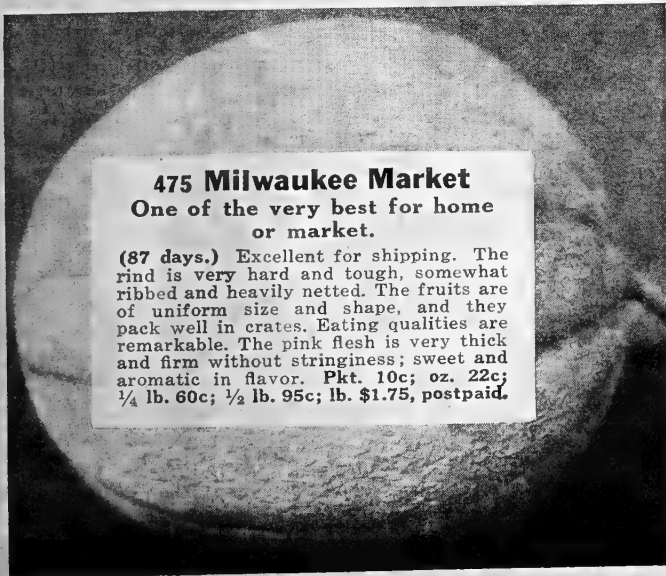 475 Milwaukee Market
One of the very best for home
or market.
(87 days.) Excellent for shipping. The
rind is very hard and tough, somewhat
ribbed and heavily netted. The fruits are
of uniform size and shape, and they
pack well in crates. Eating qualities are
remarkable. The pink flesh is very thick
and firm without stringiness; sweet and
aromatic in flavor. Pkt. 10c; oz. 22c;
¼ lb. 60c; ½ lb. 95c; lb. $1.75, postpaid.